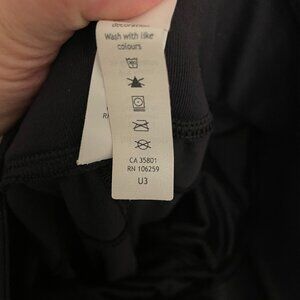 Wash with like
colours.
CA 35801
RN 106259
U3